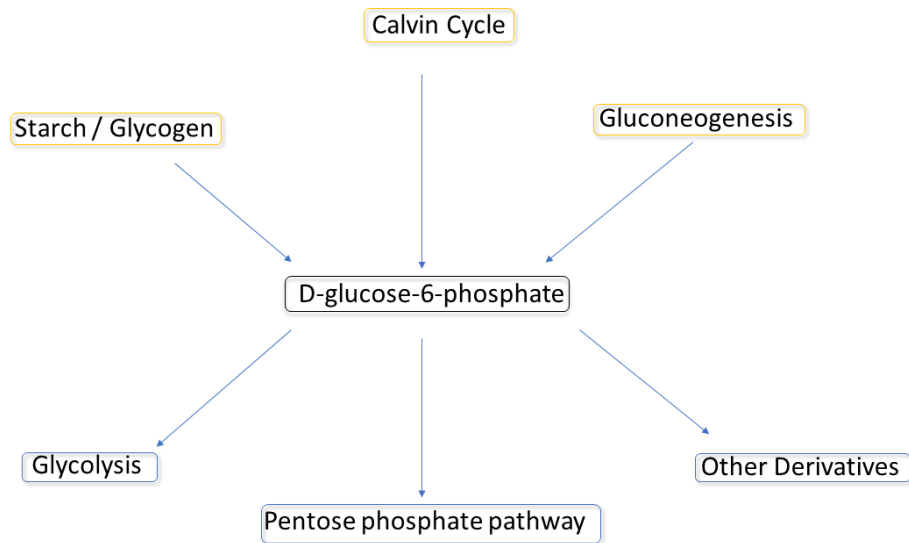 Calvin Cycle
Starch / Glycogen
Gluconeogenesis
D-glucose-6-phosphate
Glycolysis
Other Derivatives
Pentose phosphate pathway